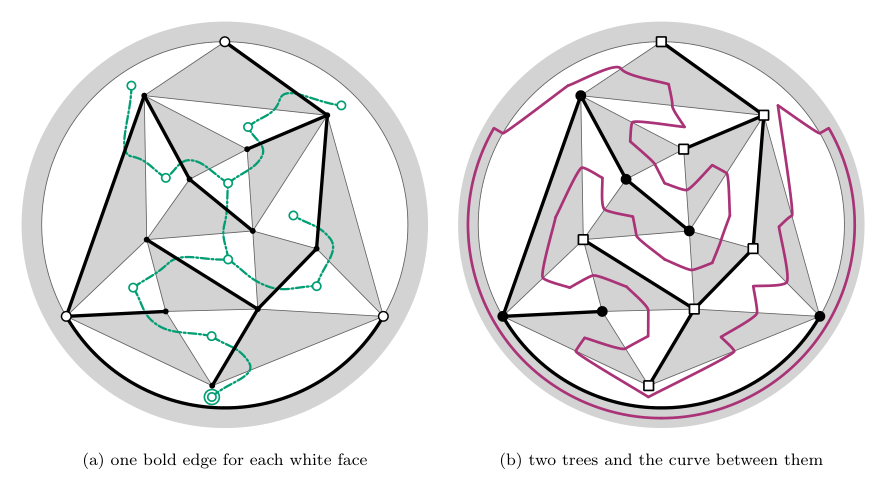 (a) one bold edge for each white face
(b) two trees and the curve between them